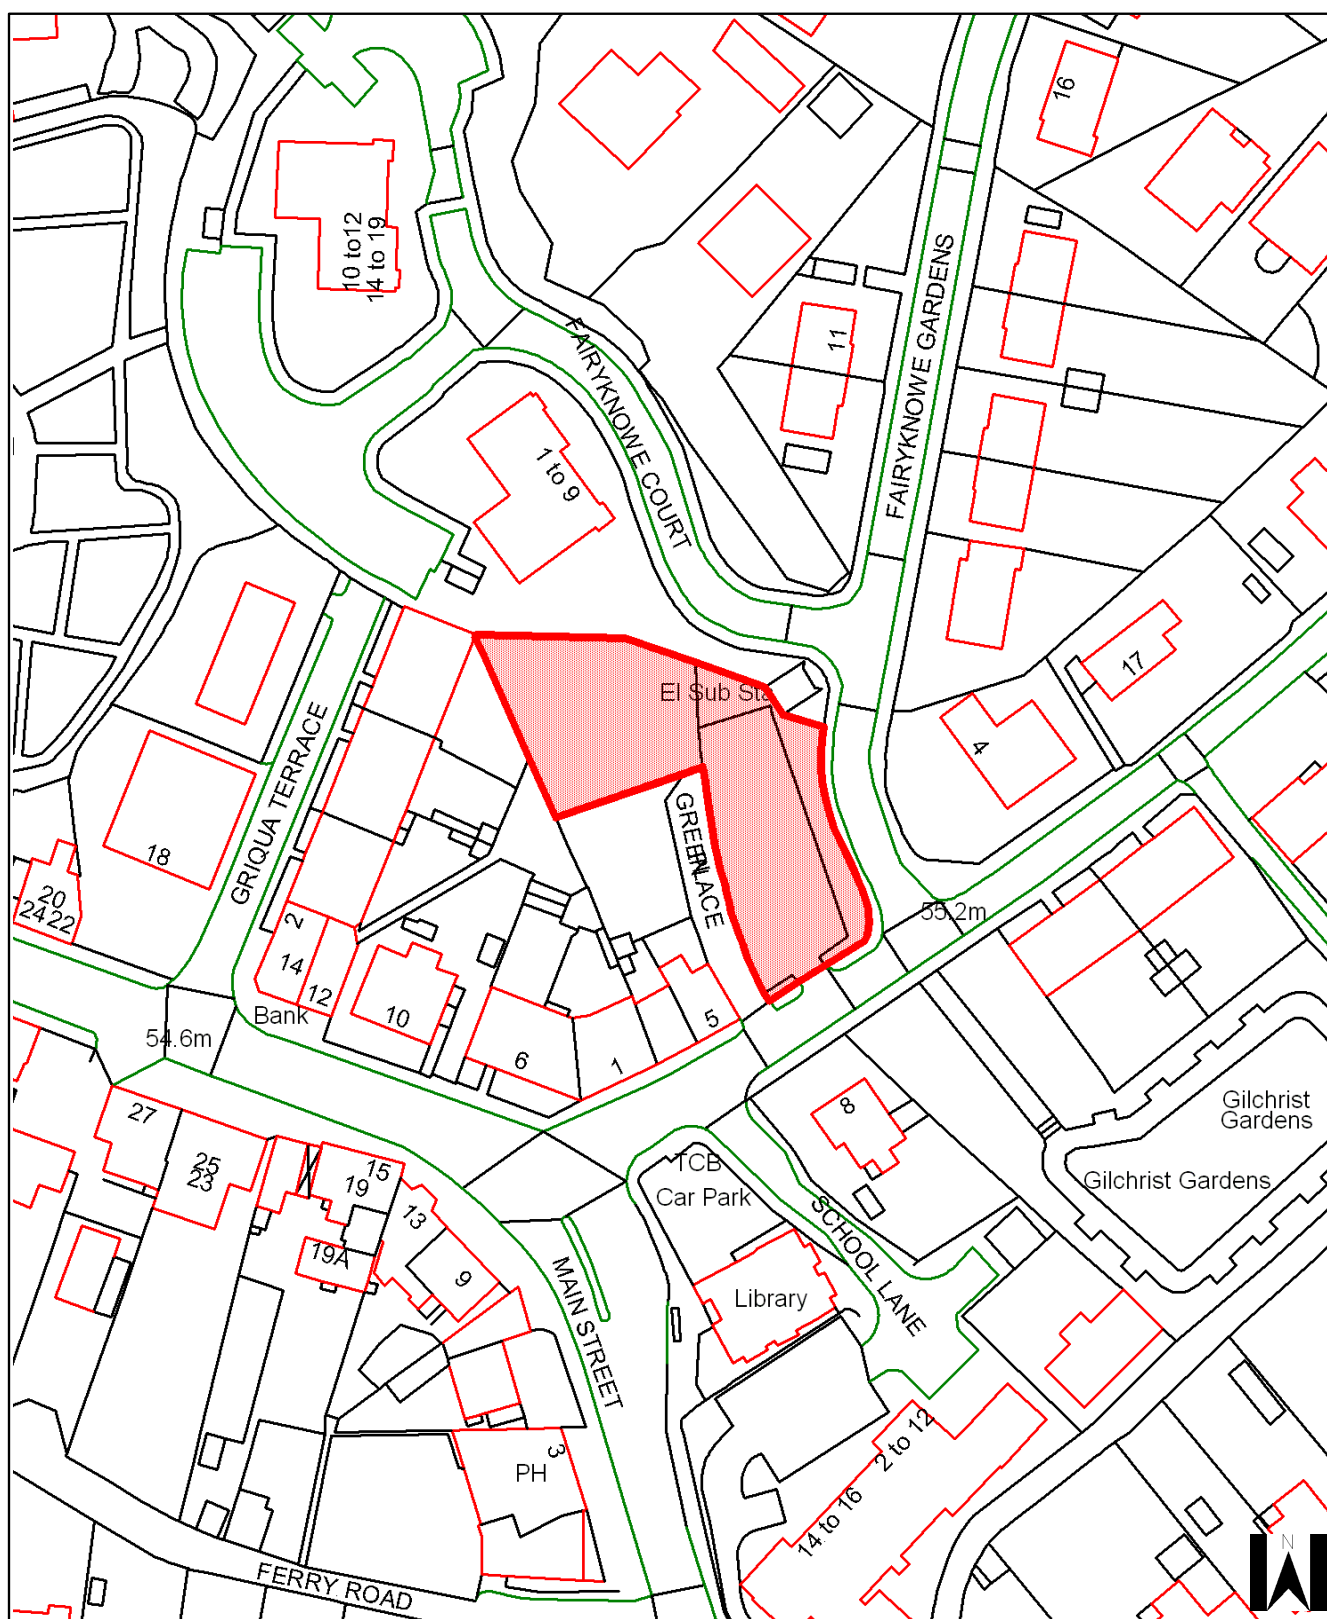 16
10 to12
14 to 19
FAIRYKNOWE COURT
FAIRYKNOWE GARDENS
11
1 to 9
17
El Sub Sta
4
GREEN
PLACE
GRIQUA TERRACE
18
20
24 22
2
14
12
Bank
10
6
1
5
55.2m
54.6m
27
25
23
15
19
19A
13
9
8
TCB
Car Park
SCHOOL LANE
Library
MAIN STREET
Gilchrist
Gardens
Gilchrist Gardens
3
PH
2 to 12
14 to 16
FERRY ROAD
N